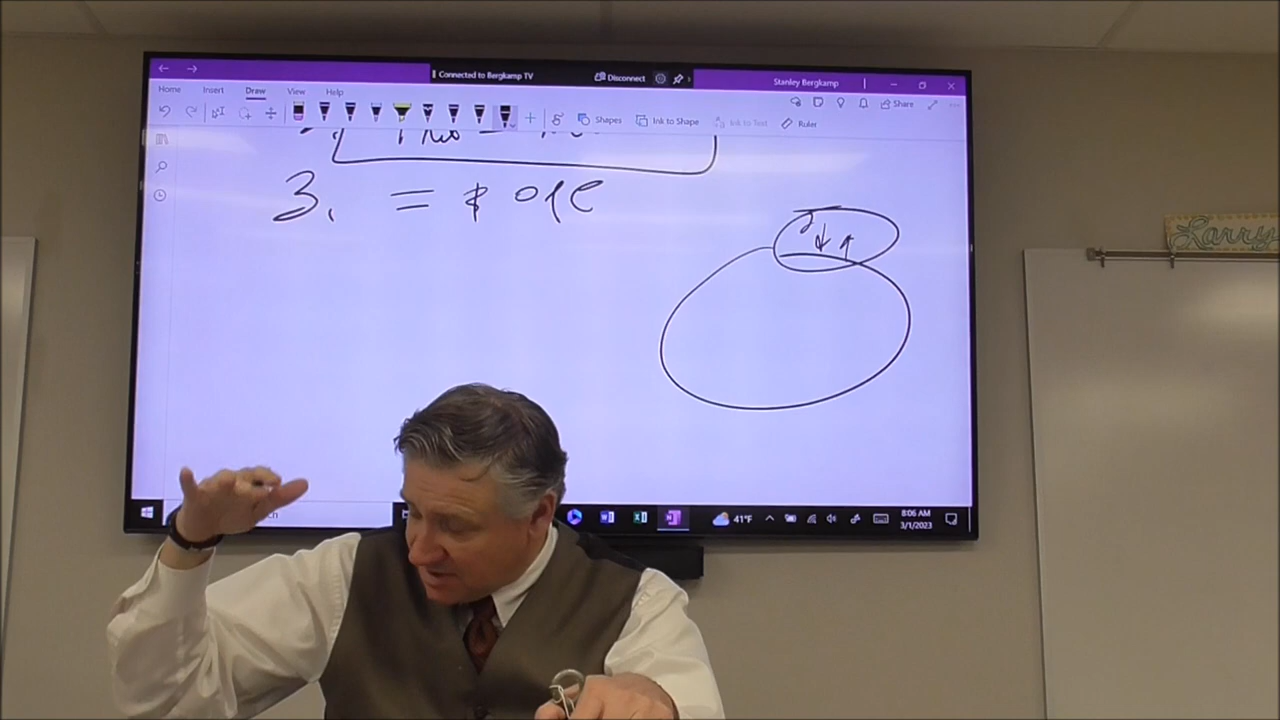 Connected to Bergkamp TV
Disconnect
Stanley Bergkamp
Home Insert Draw View Help
Shapes
Ink to Shape
Ink to Text
Ruler
Share
3. =
41°F
8:06 AM
3/1/2023
Larry